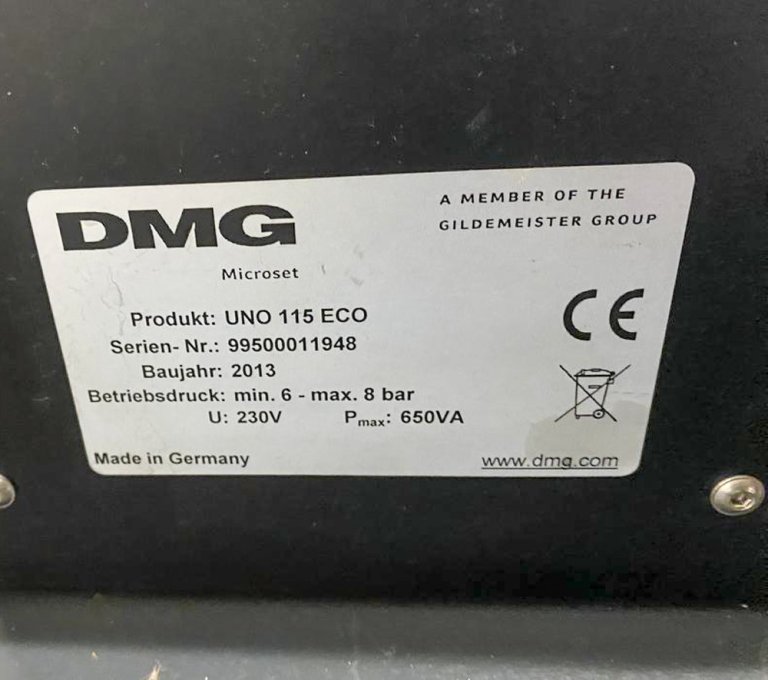 DMG
A MEMBER OF THE
GILDEMEISTER GROUP
Microset
Produkt: UNO 115 ECO
Serien- Nr.: 99500011948
Baujahr: 2013
Betriebsdruck: min. 6 - max. 8 bar
U: 230V Pmax: 650VA
CE
Made in Germany
www.dmg.com